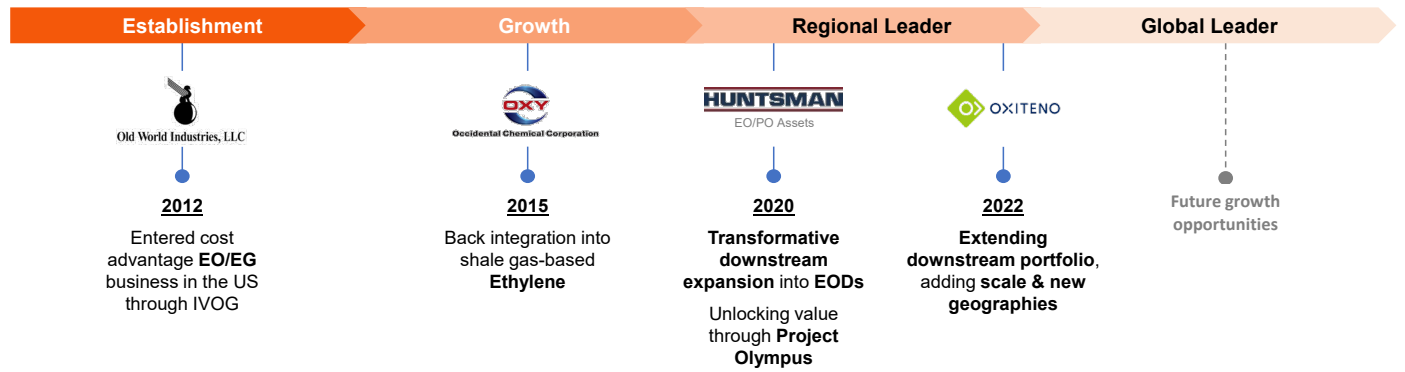 Establishment
Growth
Regional Leader
Global Leader
Old World Industries, LLC
OXY
Occidental Chemical Corporation
HUNTSMAN
EO/PO Assets
OXITENO
2012
Entered cost
advantage EO/EG
business in the US
through IVOG
2015
Back integration into
shale gas-based
Ethylene
2020
Transformative
downstream
expansion into EODs
Unlocking value
through Project
Olympus
2022
Extending
downstream portfolio,
adding scale & new
geographies
Future growth
opportunities